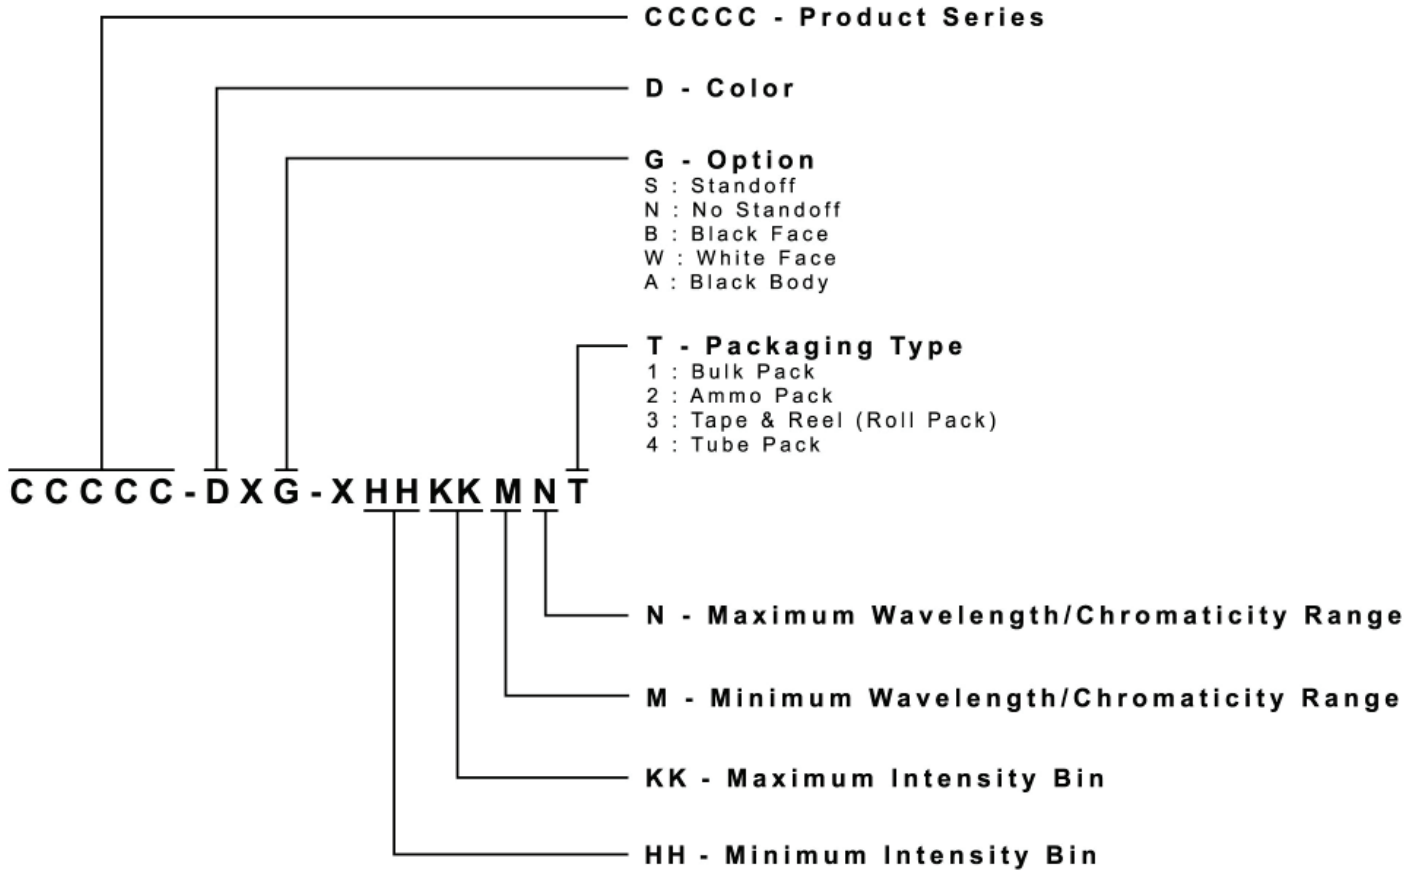 CCCCC - Product Series
D - Color
G - Option
S : Standoff
N : No Standoff
B : Black Face
W : White Face
A : Black Body
T - Packaging Type
1 : Bulk Pack
2 : Ammo Pack
3 : Tape & Reel (Roll Pack)
4 : Tube Pack
CCCCC-DXG-XHHKKMNT
N - Maximum Wavelength/Chromaticity Range
M - Minimum Wavelength/Chromaticity Range
KK - Maximum Intensity Bin
HH - Minimum Intensity Bin